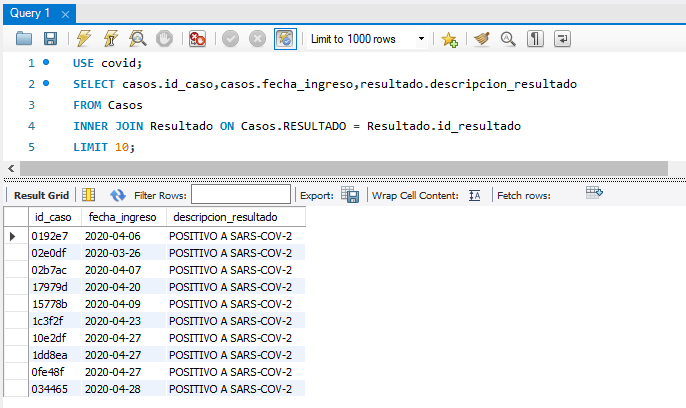 Query 1
Limit to 1000 rows
1 USE covid;
2 SELECT casos.id_caso,casos.fecha_ingreso,resultado.descripcion_resultado
3 FROM Casos
4 INNER JOIN Resultado ON Casos.RESULTADO = Resultado.id_resultado
5 LIMIT 10;
Result Grid Filter Rows: Export: Wrap Cell Content: Fetch rows:
id_caso fecha_ingreso descripcion_resultado
0192e7 2020-04-06 POSITIVO A SARS-COV-2
02e0df 2020-03-26 POSITIVO A SARS-COV-2
02b7ac 2020-04-07 POSITIVO A SARS-COV-2
17979d 2020-04-20 POSITIVO A SARS-COV-2
15778b 2020-04-09 POSITIVO A SARS-COV-2
1c3f2f 2020-04-23 POSITIVO A SARS-COV-2
10e2df 2020-04-27 POSITIVO A SARS-COV-2
1dd8ea 2020-04-27 POSITIVO A SARS-COV-2
0fe48f 2020-04-27 POSITIVO A SARS-COV-2
034465 2020-04-28 POSITIVO A SARS-COV-2